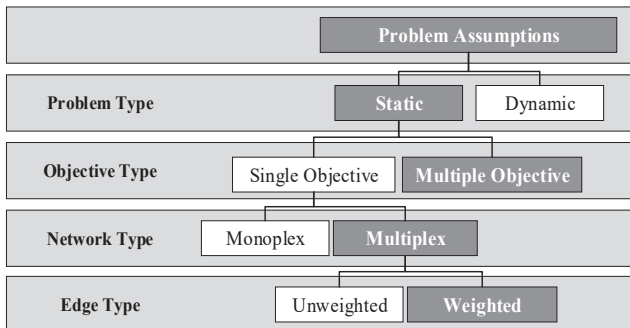 Problem Assumptions
Problem Type
Static
Dynamic
Objective Type
Single Objective
Multiple Objective
Network Type
Monoplex
Multiplex
Edge Type
Unweighted
Weighted